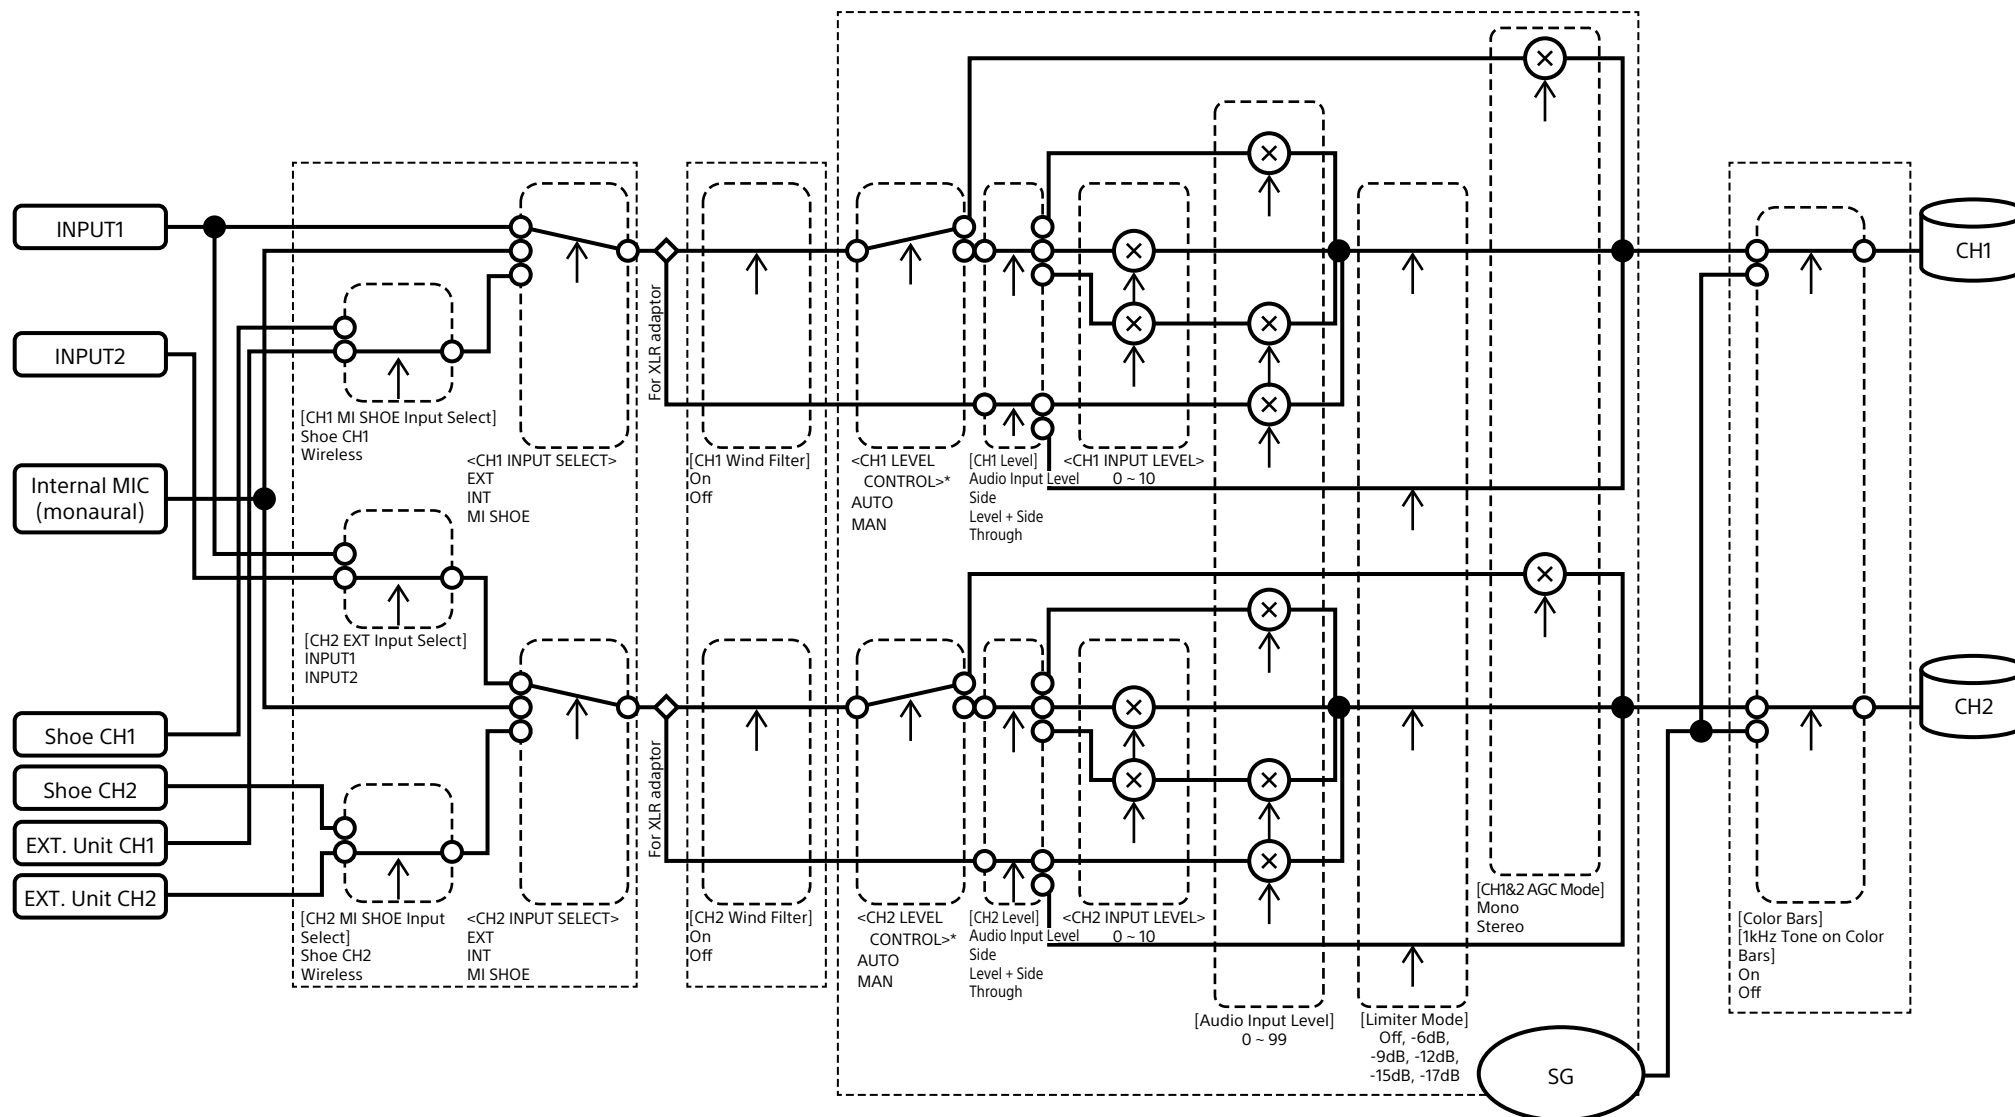 INPUT1
INPUT2
Internal MIC
(monaural)
Shoe CH1
Shoe CH2
EXT. Unit CH1
EXT. Unit CH2
[CH1 MI SHOE Input Select]
Shoe CH1
Wireless
<CH1 INPUT SELECT>
EXT
INT
MI SHOE
[CH2 EXT Input Select]
INPUT1
INPUT2
[CH2 MI SHOE Input
Select]
Shoe CH2
Wireless
<CH2 INPUT SELECT>
EXT
INT
MI SHOE
For XLR adaptor
For XLR adaptor
[CH1 Wind Filter]
On
Off
[CH2 Wind Filter]
On
Off
<CH1 LEVEL
CONTROL>*
AUTO
MAN
[CH1 Level]
Audio Input Level
Side
Level + Side
Through
<CH1 INPUT LEVEL>
0 ~ 10
<CH2 LEVEL
CONTROL>*
AUTO
MAN
[CH2 Level]
Audio Input Level
Side
Level + Side
Through
<CH2 INPUT LEVEL>
0 ~ 10
[Audio Input Level]
0 ~ 99
[Limiter Mode]
Off, -6dB,
-9dB, -12dB,
-15dB, -17dB
[CH1&2 AGC Mode]
Mono
Stereo
SG
[Color Bars]
[1kHz Tone on Color
Bars]
On
Off
CH1
CH2